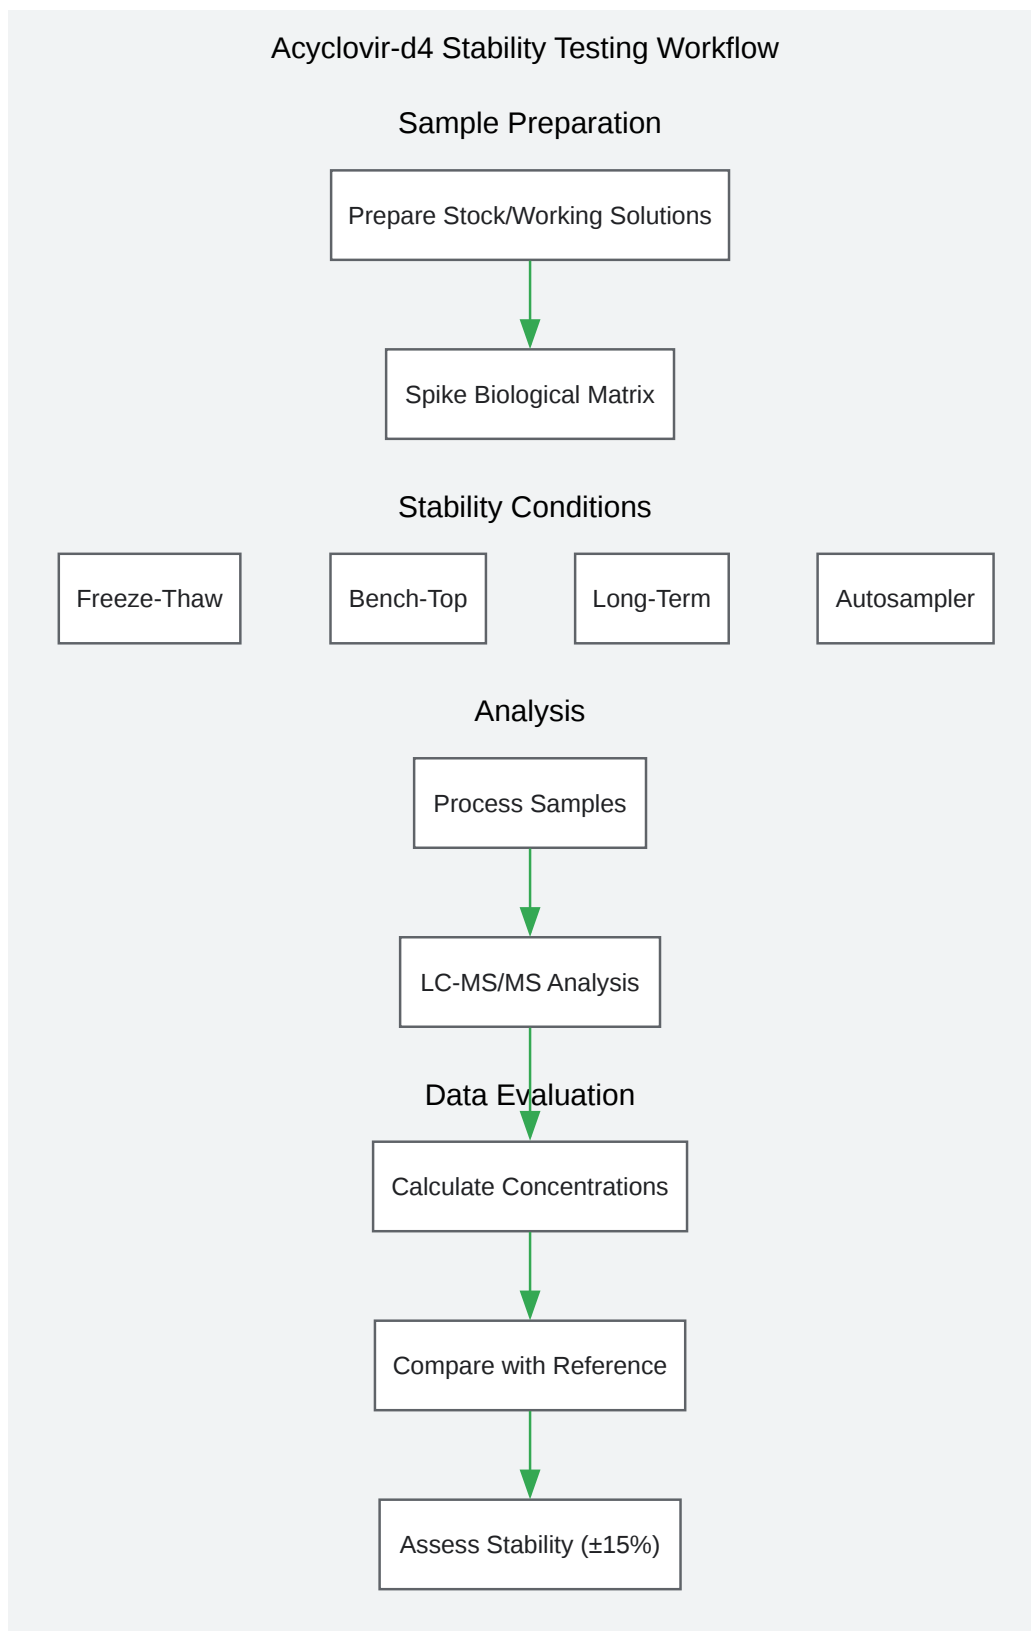 Acyclovir-d4 Stability Testing Workflow
Sample Preparation
Prepare Stock/Working Solutions
Spike Biological Matrix
Stability Conditions
Freeze-Thaw
Bench-Top
Long-Term
Autosampler
Analysis
Process Samples
LC-MS/MS Analysis
Data Evaluation
Calculate Concentrations
Compare with Reference
Assess Stability (±15%)